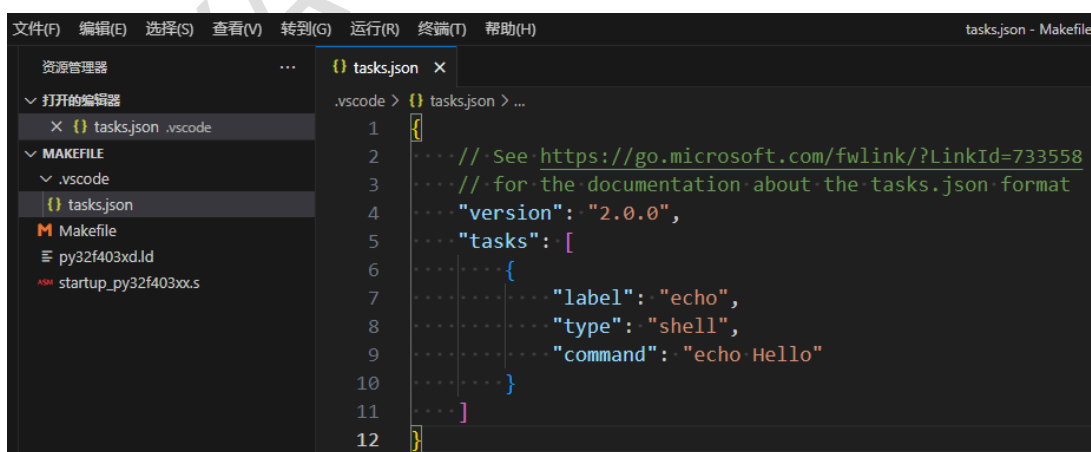 文件(F) 编辑(E) 选择(S) 查看(V) 转到(G) 运行(R) 终端(T) 帮助(H) tasks.json - Makefile
资源管理器 ··· {} tasks.json ×
打开的编辑器 .vscode > {} tasks.json > ...
× {} tasks.json .vscode
MAKEFILE
.vscode
{} tasks.json
M Makefile
py32f403xd.ld
ASM startup_py32f403xx.s
1 {
2 // See https://go.microsoft.com/fwlink/?LinkId=733558
3 // for the documentation about the tasks.json format
4 "version": "2.0.0",
5 "tasks": [
6 {
7 "label": "echo",
8 "type": "shell",
9 "command": "echo Hello"
10 }
11 ]
12 }